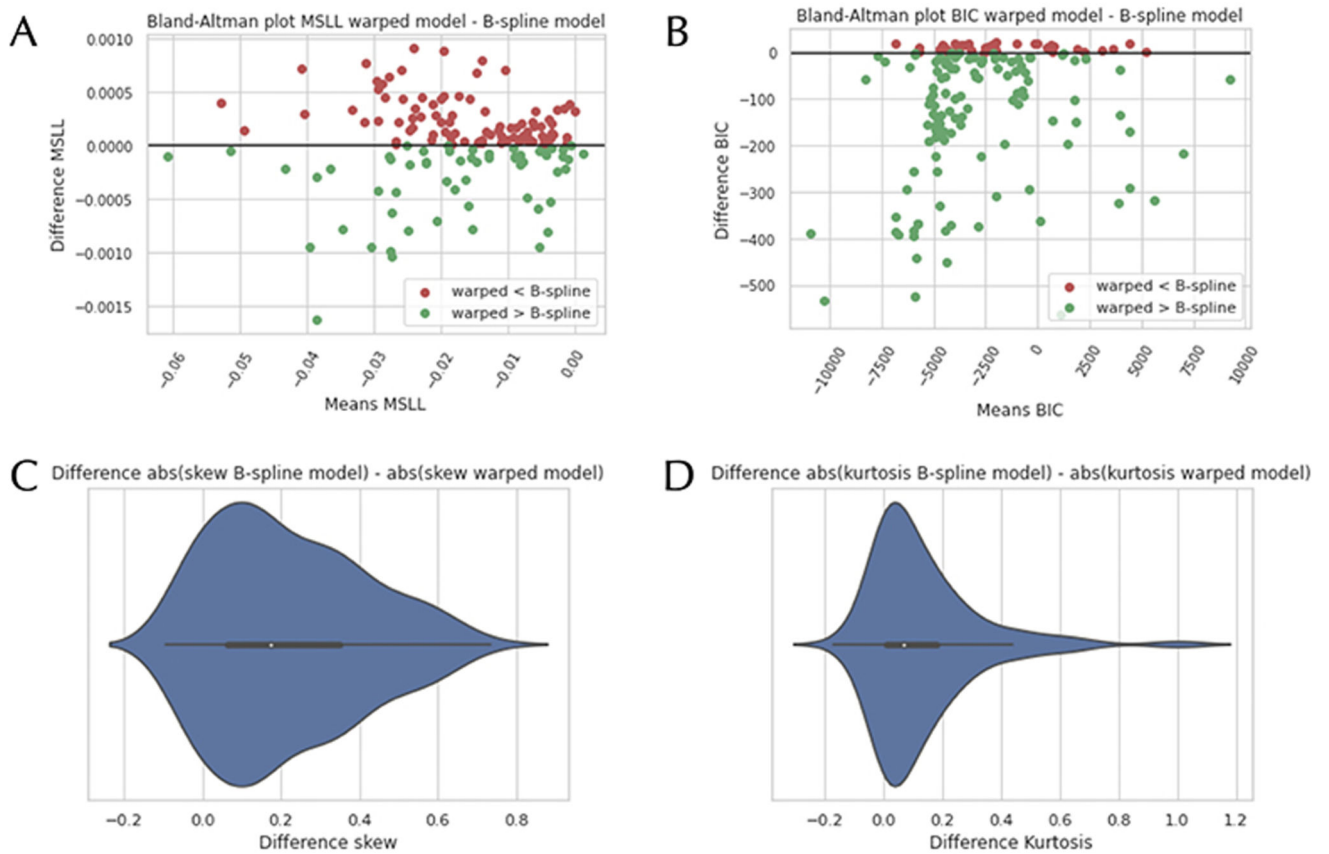 A
Bland-Altman plot MSLL warped model - B-spline model
0.0010
0.0005
0.0000
−0.0005
−0.0010
−0.0015
Difference MSLL
warped < B-spline
warped > B-spline
−0.06
−0.05
−0.04
−0.03
−0.02
−0.01
0.00
Means MSLL
B
Bland-Altman plot BIC warped model - B-spline model
0
−100
−200
−300
−400
−500
Difference BIC
warped < B-spline
warped > B-spline
−10000
−7500
−5000
−2500
0
2500
5000
7500
10000
Means BIC
C
Difference abs(skew B-spline model) - abs(skew warped model)
−0.2
0.0
0.2
0.4
0.6
0.8
Difference skew
D
Difference abs(kurtosis B-spline model) - abs(kurtosis warped model)
−0.2
0.0
0.2
0.4
0.6
0.8
1.0
1.2
Difference Kurtosis